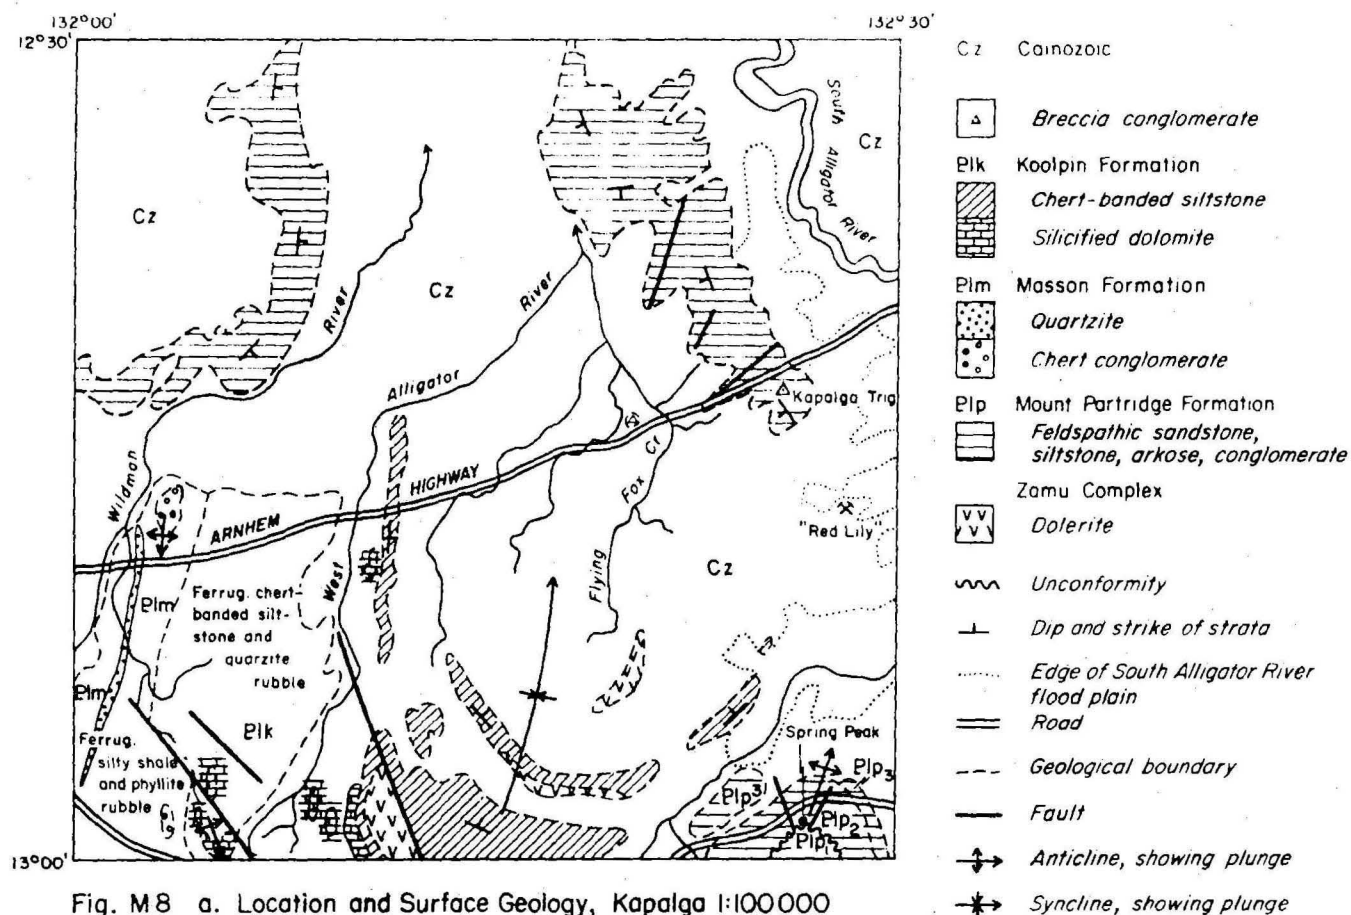 132°00'
132°30'
12°30'
13°00'
Cz
Cz
Cz
Cz
South Alligator River
River
River
Alligator
Wildman
West
HIGHWAY
ARNHEM
Flying Fox Cr
Kapalga Trig
"Red Lily"
Plm
Plm
Ferrug. chert-
banded silt-
stone and
quarzite
rubble
Plk
Ferrug.
silty shale
and phyllite
rubble
Spring Peak
Plp3
Plp3
Plp2
Plp1
Cz Cainozoic
Breccia conglomerate
Plk Koolpin Formation
Chert-banded siltstone
Silicified dolomite
Plm Masson Formation
Quartzite
Chert conglomerate
Plp Mount Partridge Formation
Feldspathic sandstone,
siltstone, arkose, conglomerate
Zamu Complex
Dolerite
Unconformity
Dip and strike of strata
Edge of South Alligator River
flood plain
Road
Geological boundary
Fault
Anticline, showing plunge
Syncline, showing plunge
Fig. M8 a. Location and Surface Geology, Kapalga 1:100000